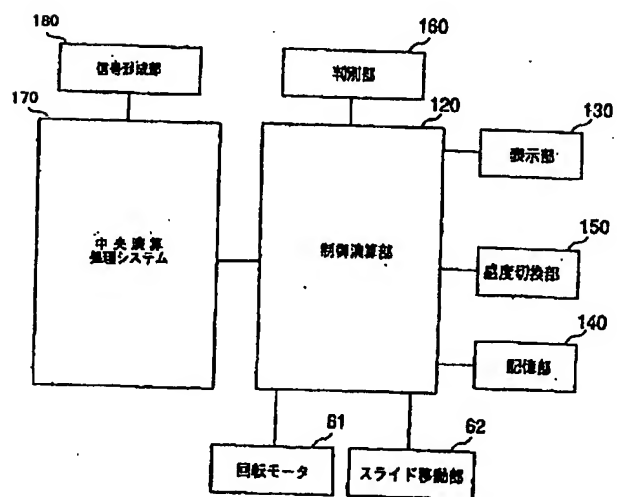 180
信号形成部
160
判別部
170
120
130
表示部
中央演算
処理システム
制御演算部
150
感度切換部
140
記憶部
61
回転モータ
62
スライド移動部